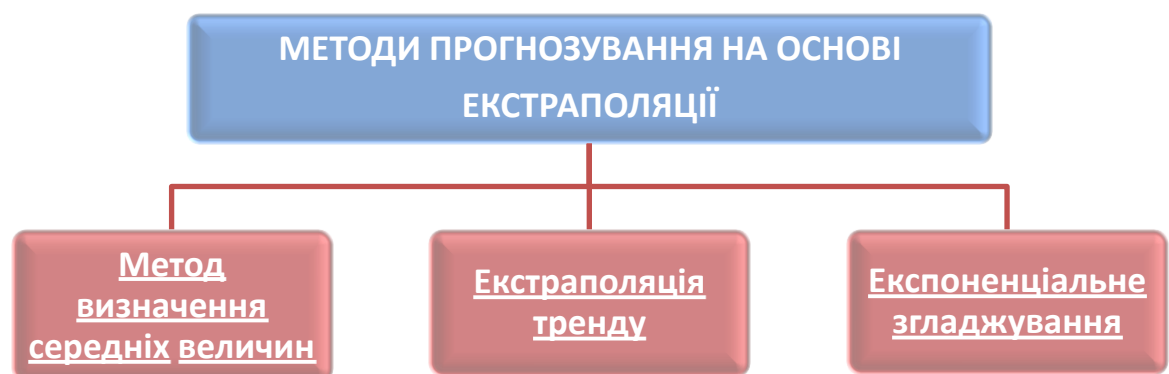 МЕТОДИ ПРОГНОЗУВАННЯ НА ОСНОВІ
ЕКСТРАПОЛЯЦІЇ
Метод
визначення
середніх величин
Екстраполяція
тренду
Експоненціальне
згладжування